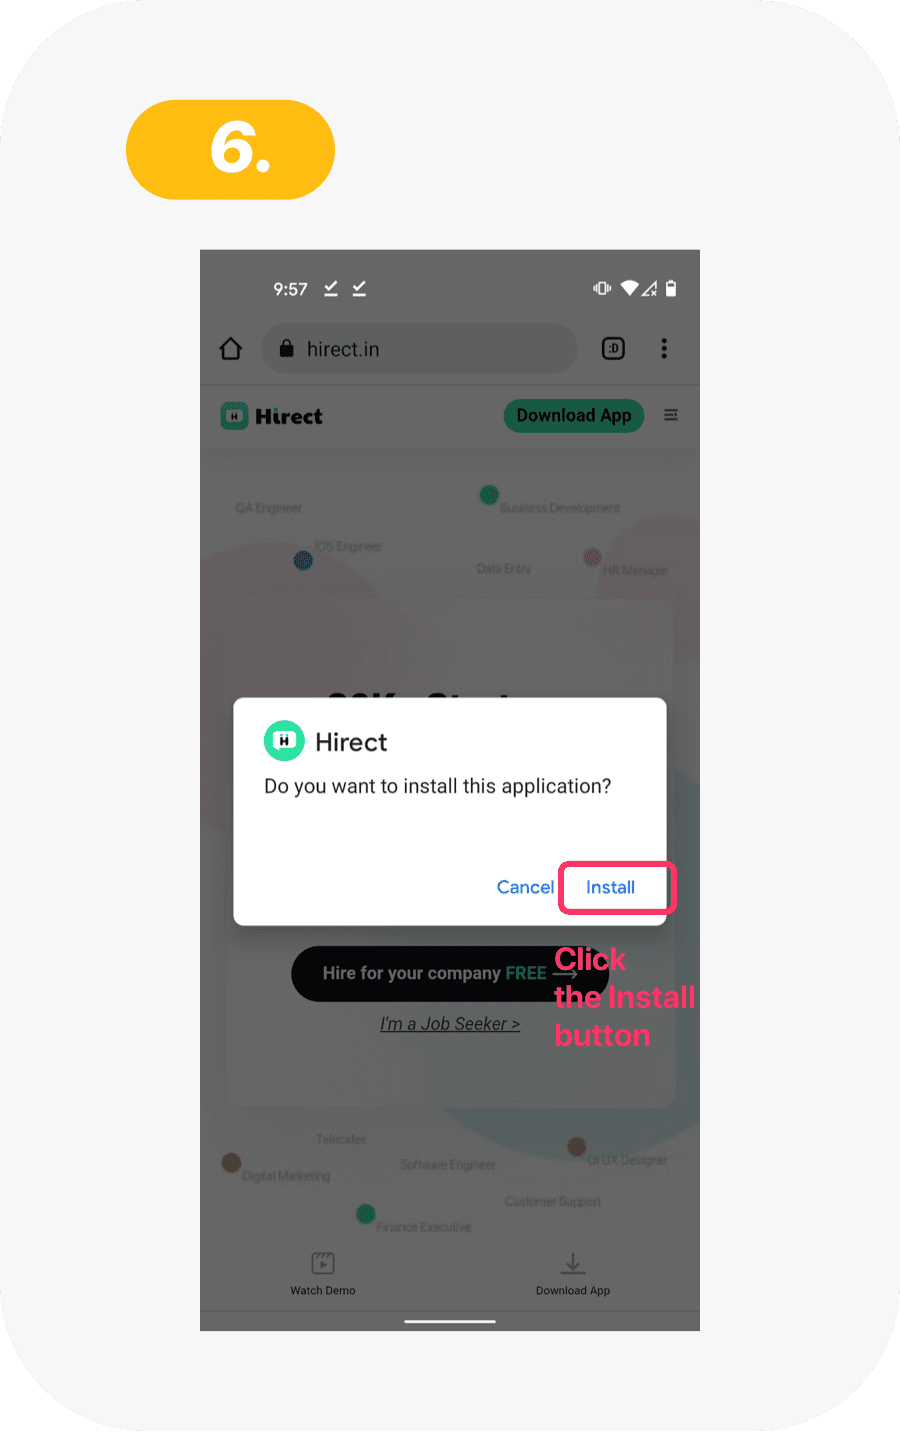 6.
9:57
hirect.in
:D
Hirect
Download App
QA Engineer
Business Development
iOS Engineer
Data Entry
HR Manager
H
Hirect
Do you want to install this application?
Cancel
Install
Click
the Install
button
Hire for your company FREE
I'm a Job Seeker >
Telecaller
Digital Marketing
Software Engineer
UI UX Designer
Customer Support
Finance Executive
Watch Demo
Download App